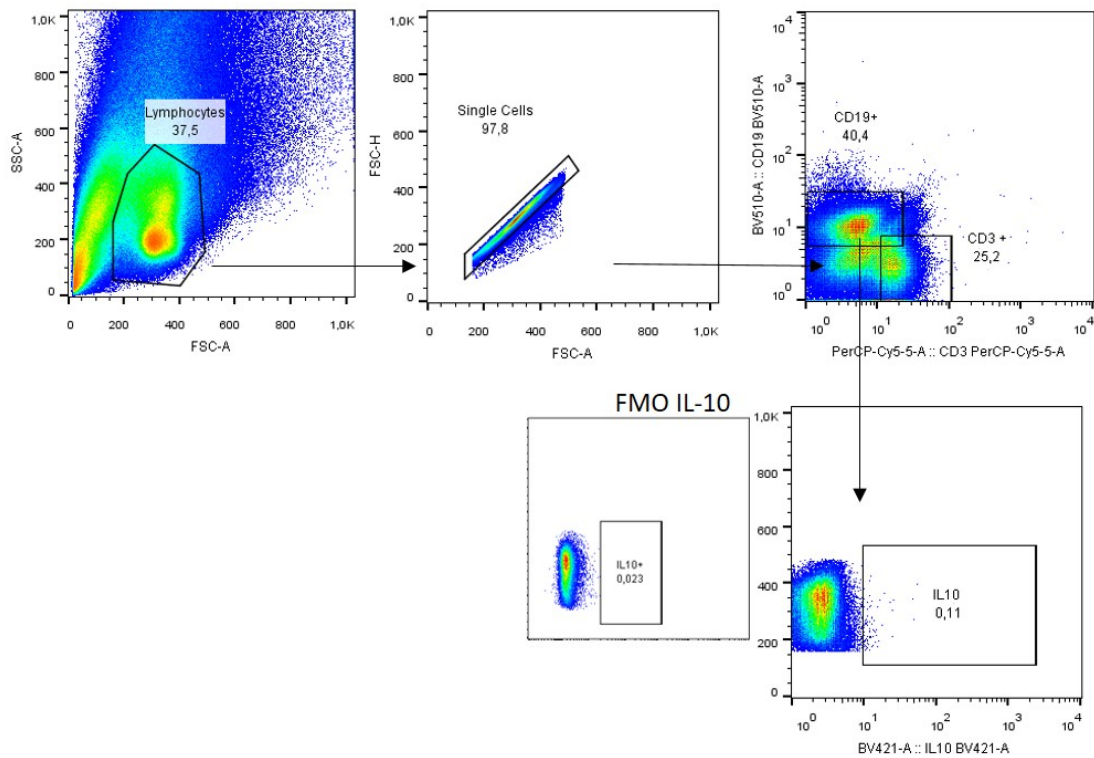 1,0K
800
600
400
200
0
SSC-A
Lymphocytes
37,5
0 200 400 600 800 1,0K
FSC-A
1,0K
800
600
400
200
0
FSC-H
Single Cells
97,8
0 200 400 600 800 1,0K
FSC-A
10^4
10^3
10^2
10^1
10^0
BV510-A :: CD19 BV510-A
CD19+
40,4
CD3 +
25,2
10^0 10^1 10^2 10^3 10^4
PerCP-Cy5-5-A :: CD3 PerCP-Cy5-5-A
FMO IL-10
IL10+
0,023
1,0K
800
600
400
200
0
IL10
0,11
10^0 10^1 10^2 10^3 10^4
BV421-A :: IL10 BV421-A